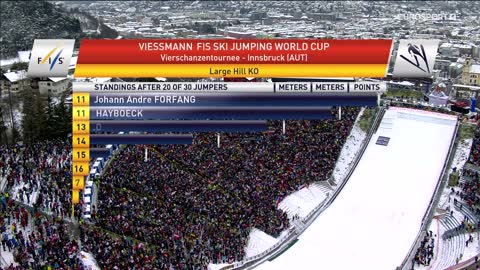 EUROSPORT
VIESSMANN FIS SKI JUMPING WORLD CUP
Vierschanzentournee - Innsbruck (AUT)
FIS
Large Hill KO
STANDINGS AFTER 20 OF 30 JUMPERS METERS METERS POINTS
11 Johann Andre FORFANG
11 HAYBOECK
13
14
15
16
7